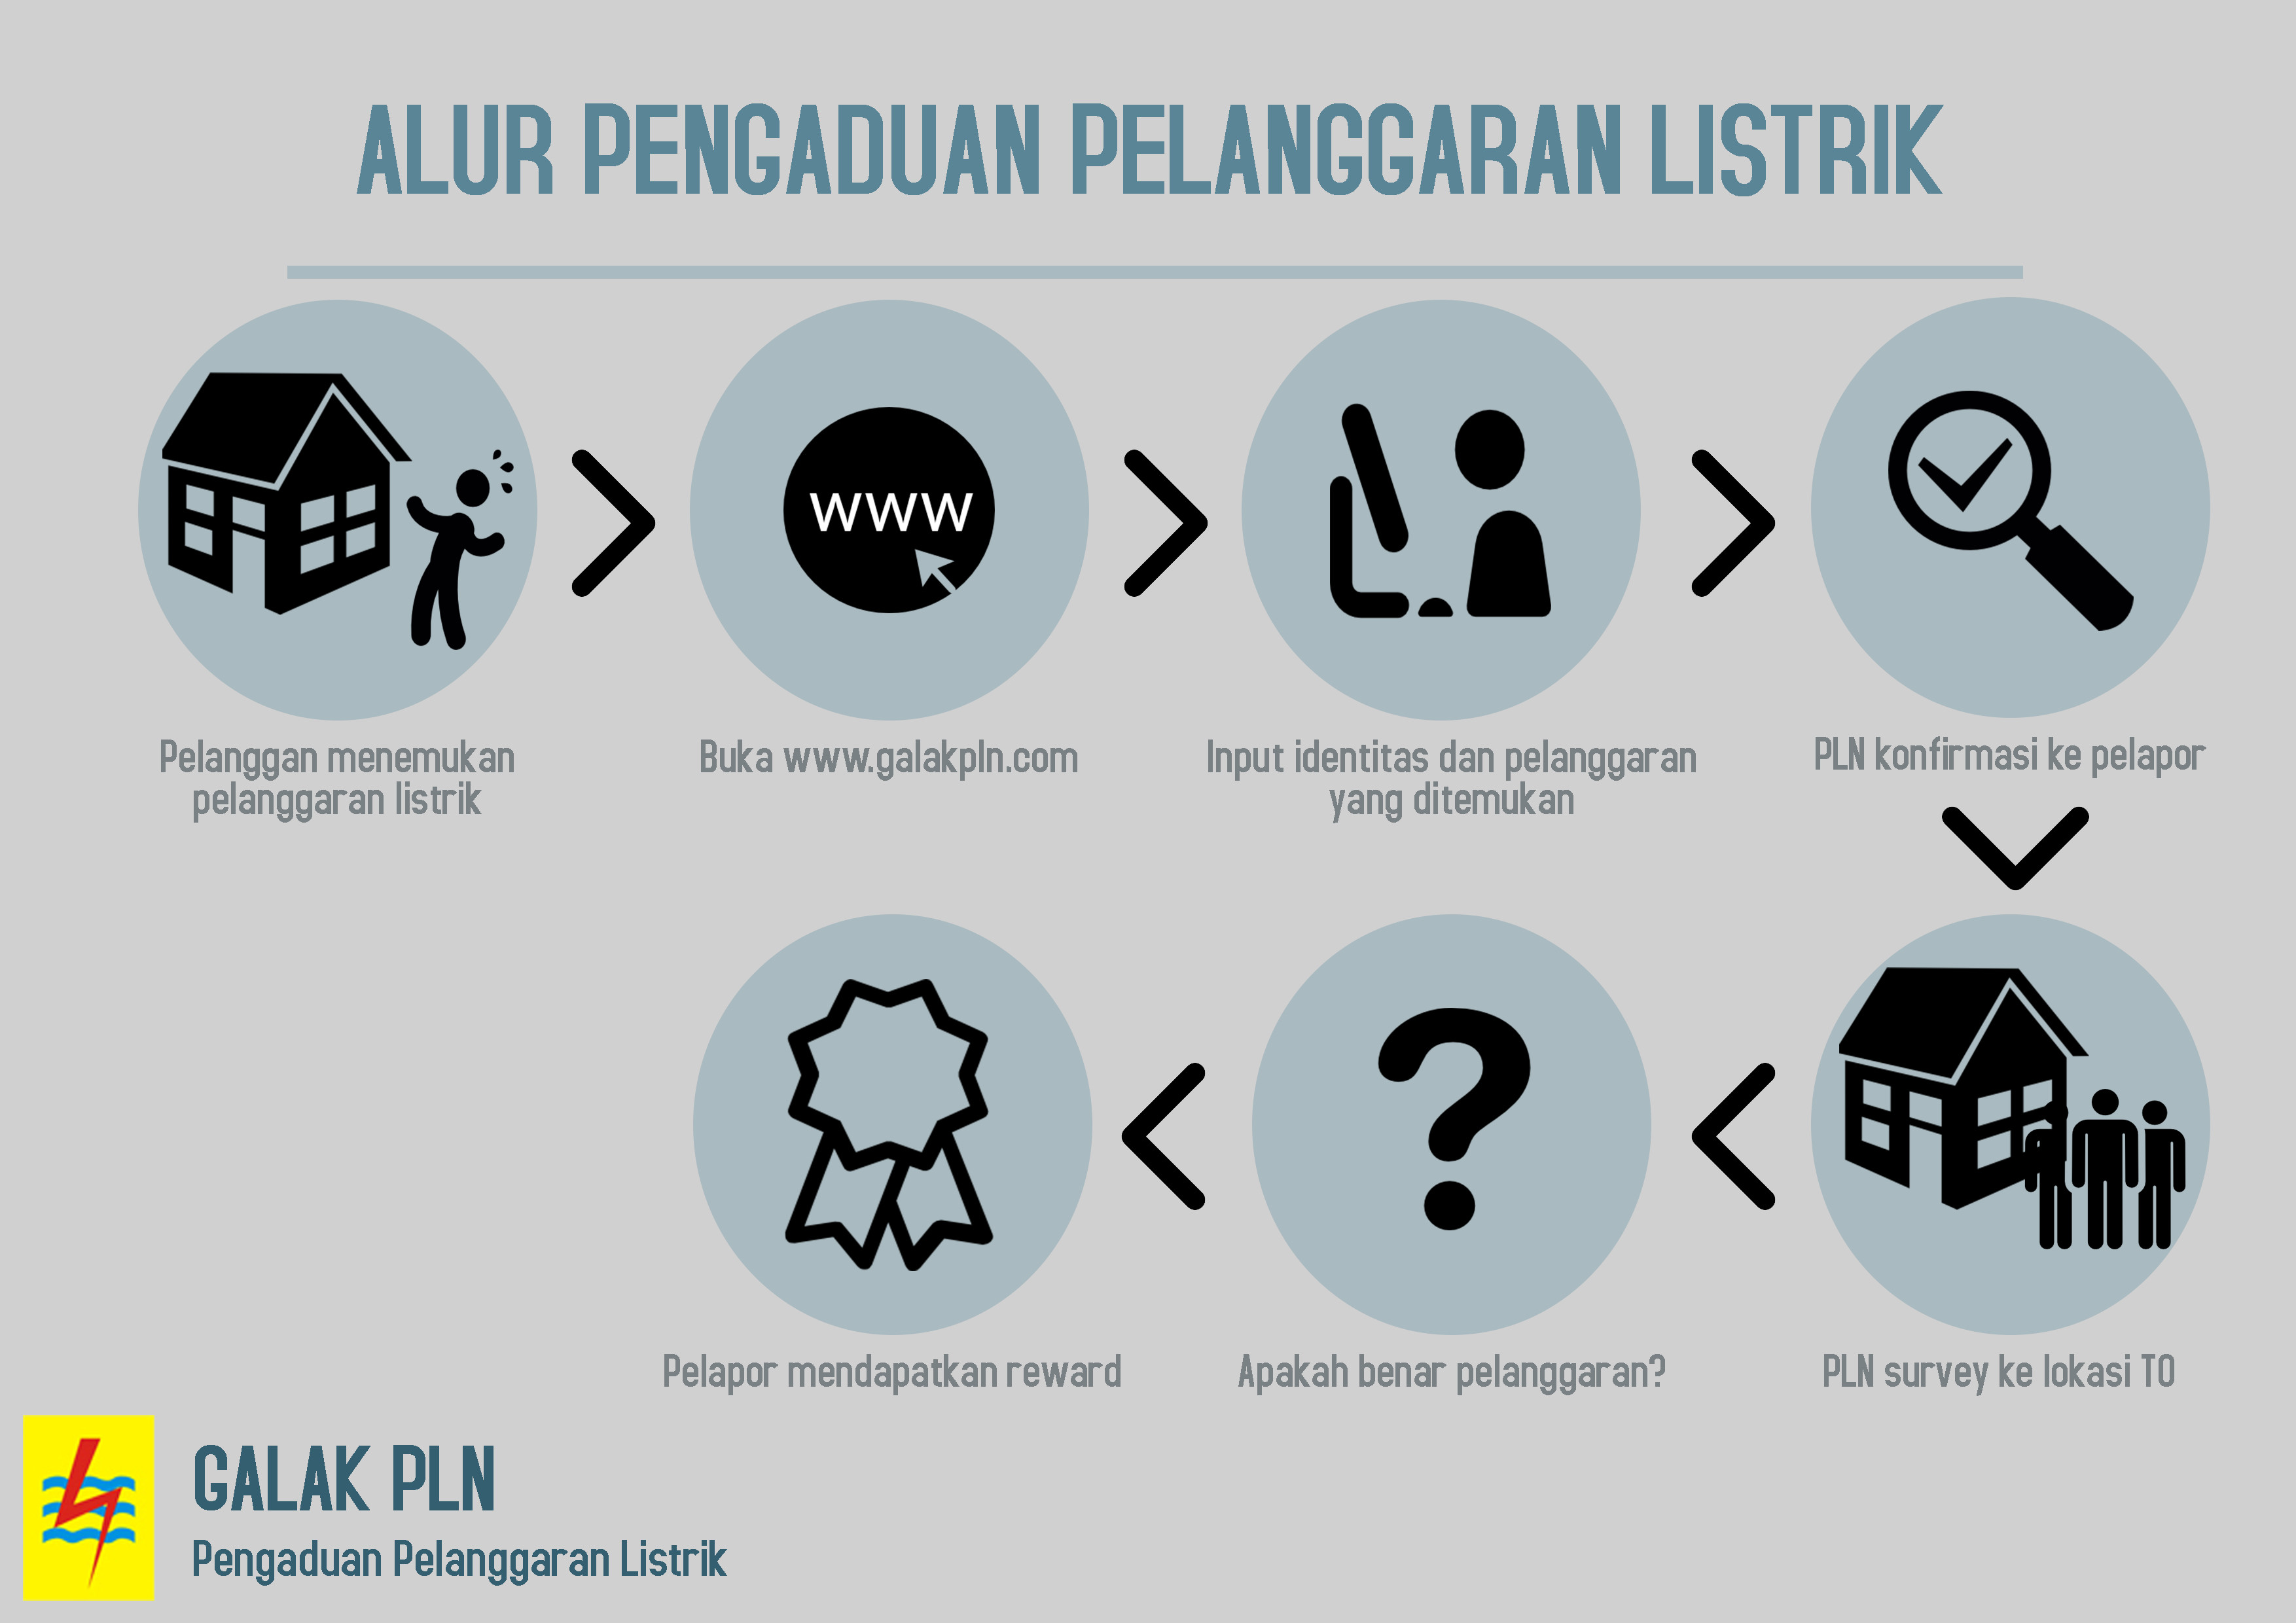 ALUR PENGADUAN PELANGGARAN LISTRIK
WWW
Pelanggan menemukan
pelanggaran listrik
Buka www.galakpln.com
Input identitas dan pelanggaran
yang ditemukan
PLN konfirmasi ke pelapor
PLN survey ke lokasi TO
Apakah benar pelanggaran?
Pelapor mendapatkan reward
GALAK PLN
Pengaduan Pelanggaran Listrik